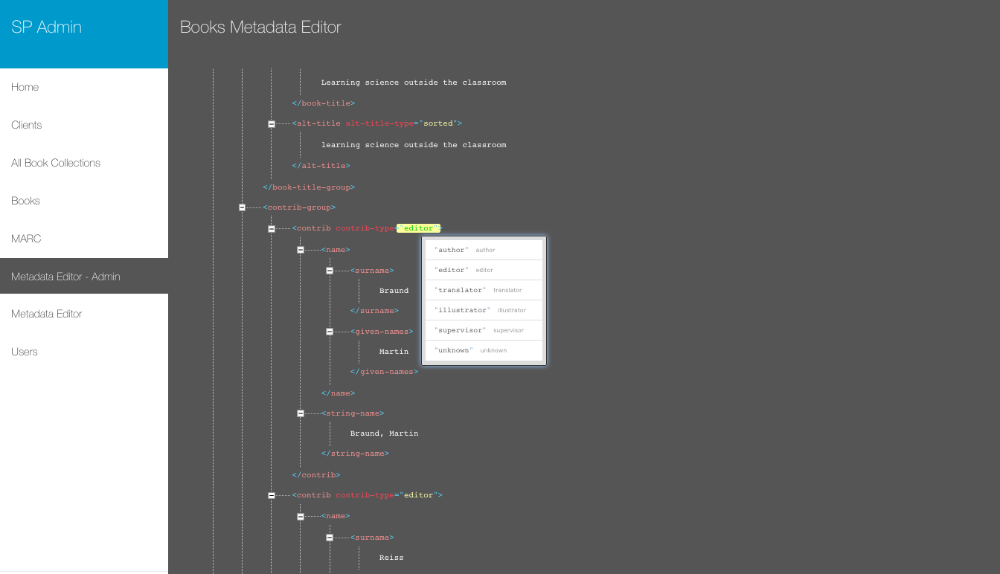 SP Admin
Home
Clients
All Book Collections
Books
MARC
Metadata Editor - Admin
Metadata Editor
Users
Books Metadata Editor
Learning science outside the classroom
</book-title>
<alt-title alt-title-type="sorted">
learning science outside the classroom
</alt-title>
</book-title-group>
<contrib-group>
<contrib contrib-type="editor">
<name>
<surname>
Braund
</surname>
<given-names>
Martin
</given-names>
</name>
<string-name>
Braund, Martin
</string-name>
</contrib>
<contrib contrib-type="editor">
<name>
<surname>
Reiss
"author" author
"editor" editor
"translator" translator
"illustrator" illustrator
"supervisor" supervisor
"unknown" unknown